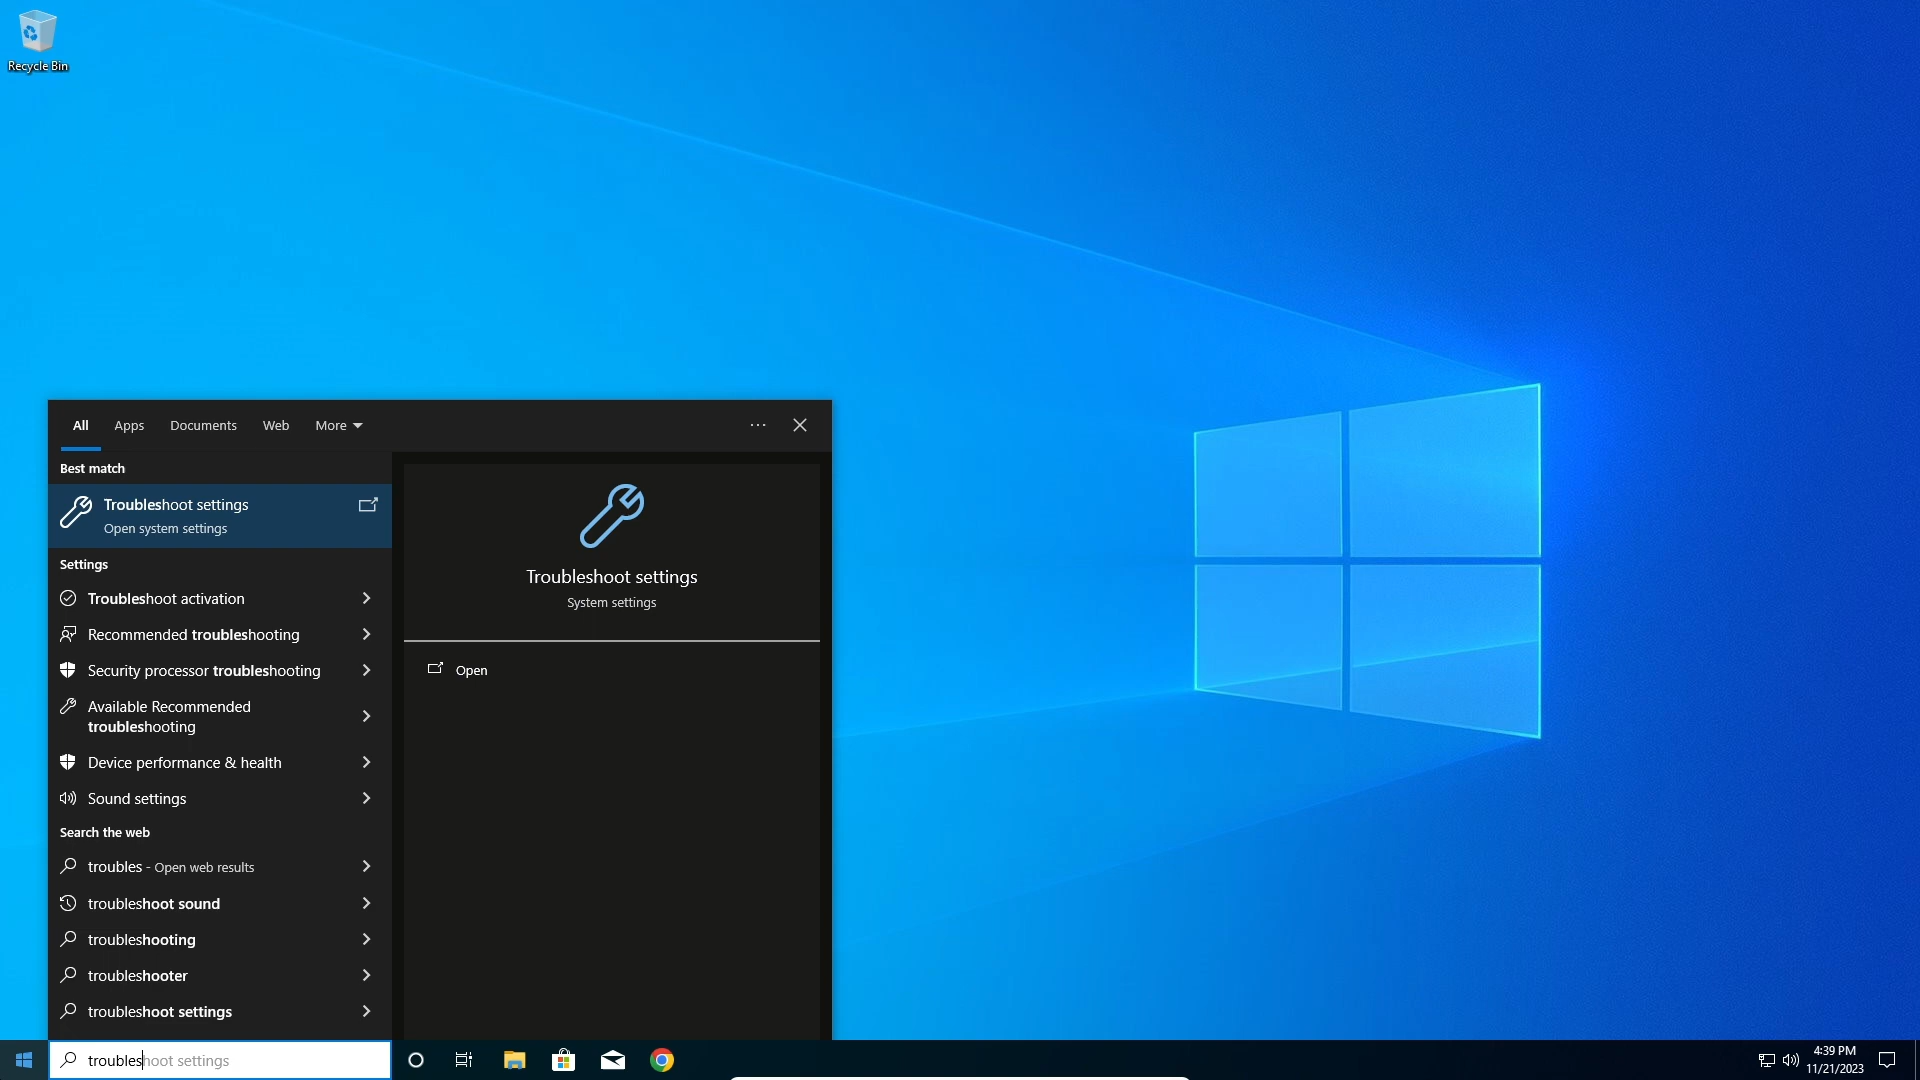 Recycle Bin
All Apps Documents Web More
Best match
Troubleshoot settings
Open system settings
Settings
Troubleshoot activation
Recommended troubleshooting
Security processor troubleshooting
Available Recommended
troubleshooting
Device performance & health
Sound settings
Search the web
troubles - Open web results
troubleshoot sound
troubleshooting
troubleshooter
troubleshoot settings
Troubleshoot settings
System settings
Open
troubleshoot settings
4:39 PM
11/21/2023